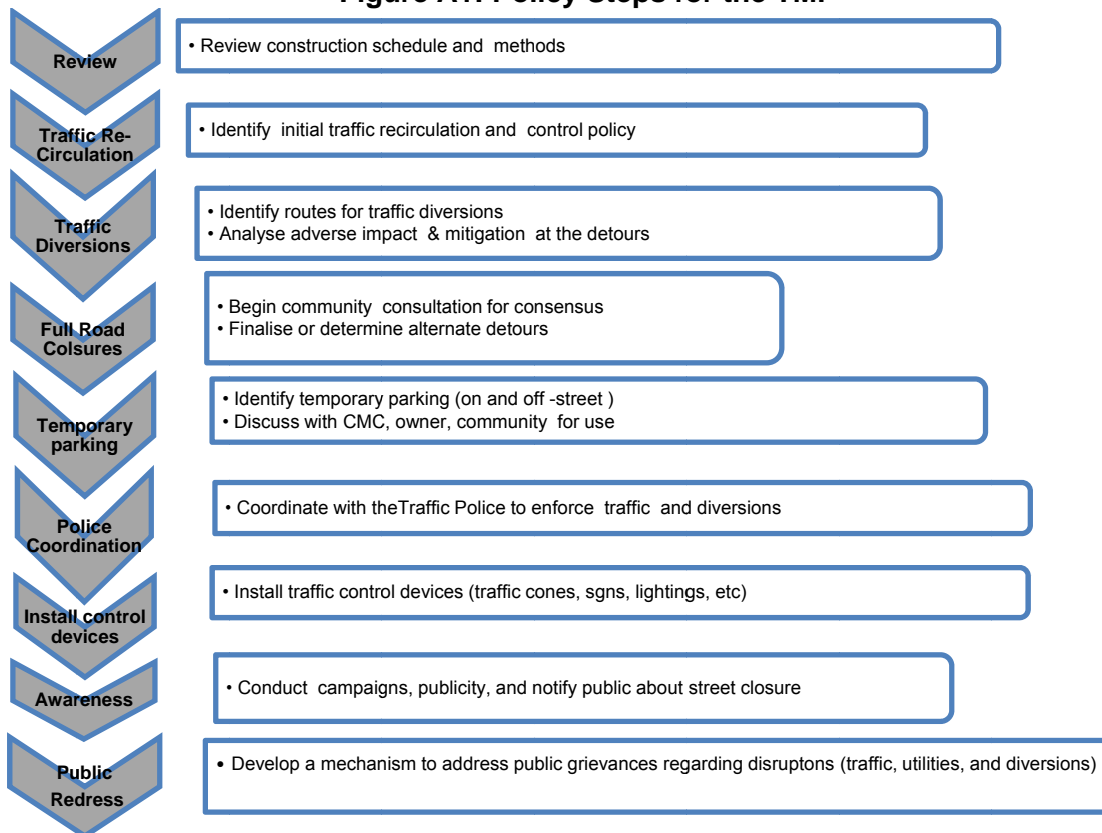 Figure A1: Policy Steps for the TMP
Review
• Review construction schedule and methods
Traffic Re-
Circulation
• Identify initial traffic recirculation and control policy
Traffic
Diversions
• Identify routes for traffic diversions
• Analyse adverse impact & mitigation at the detours
Full Road
Colsures
• Begin community consultation for consensus
• Finalise or determine alternate detours
Temporary
parking
• Identify temporary parking (on and off -street )
• Discuss with CMC, owner, community for use
Police
Coordination
• Coordinate with theTraffic Police to enforce traffic and diversions
Install control
devices
• Install traffic control devices (traffic cones, sgns, lightings, etc)
Awareness
• Conduct campaigns, publicity, and notify public about street closure
Public
Redress
• Develop a mechanism to address public grievances regarding disruptons (traffic, utilities, and diversions)